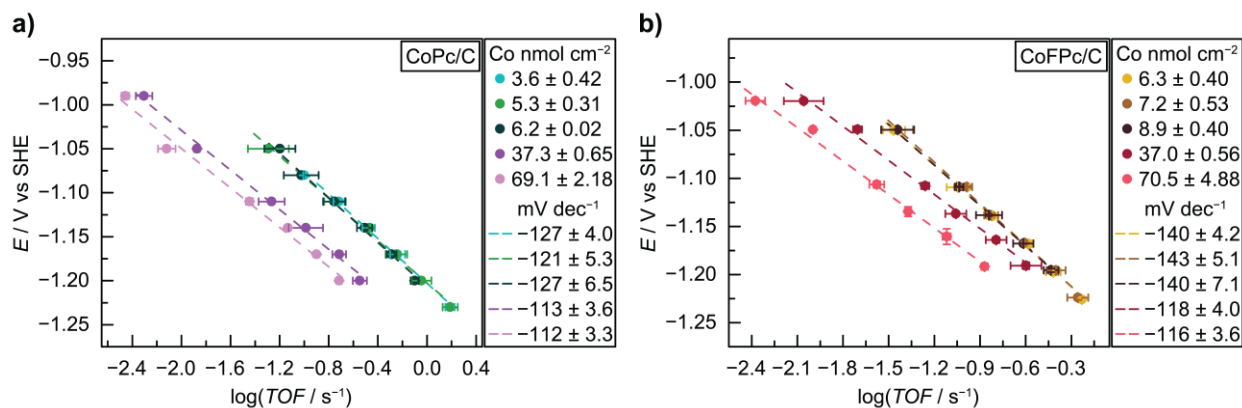 a)
CoPc/C
E / V vs SHE
−0.95
−1.00
−1.05
−1.10
−1.15
−1.20
−1.25
−2.4 −2.0 −1.6 −1.2 −0.8 −0.4 0.0 0.4
log(TOF / s⁻¹)
Co nmol cm⁻²
3.6 ± 0.42
5.3 ± 0.31
6.2 ± 0.02
37.3 ± 0.65
69.1 ± 2.18
mV dec⁻¹
−127 ± 4.0
−121 ± 5.3
−127 ± 6.5
−113 ± 3.6
−112 ± 3.3
b)
CoFPc/C
E / V vs SHE
−1.00
−1.05
−1.10
−1.15
−1.20
−1.25
−2.4 −2.1 −1.8 −1.5 −1.2 −0.9 −0.6 −0.3
log(TOF / s⁻¹)
Co nmol cm⁻²
6.3 ± 0.40
7.2 ± 0.53
8.9 ± 0.40
37.0 ± 0.56
70.5 ± 4.88
mV dec⁻¹
−140 ± 4.2
−143 ± 5.1
−140 ± 7.1
−118 ± 4.0
−116 ± 3.6